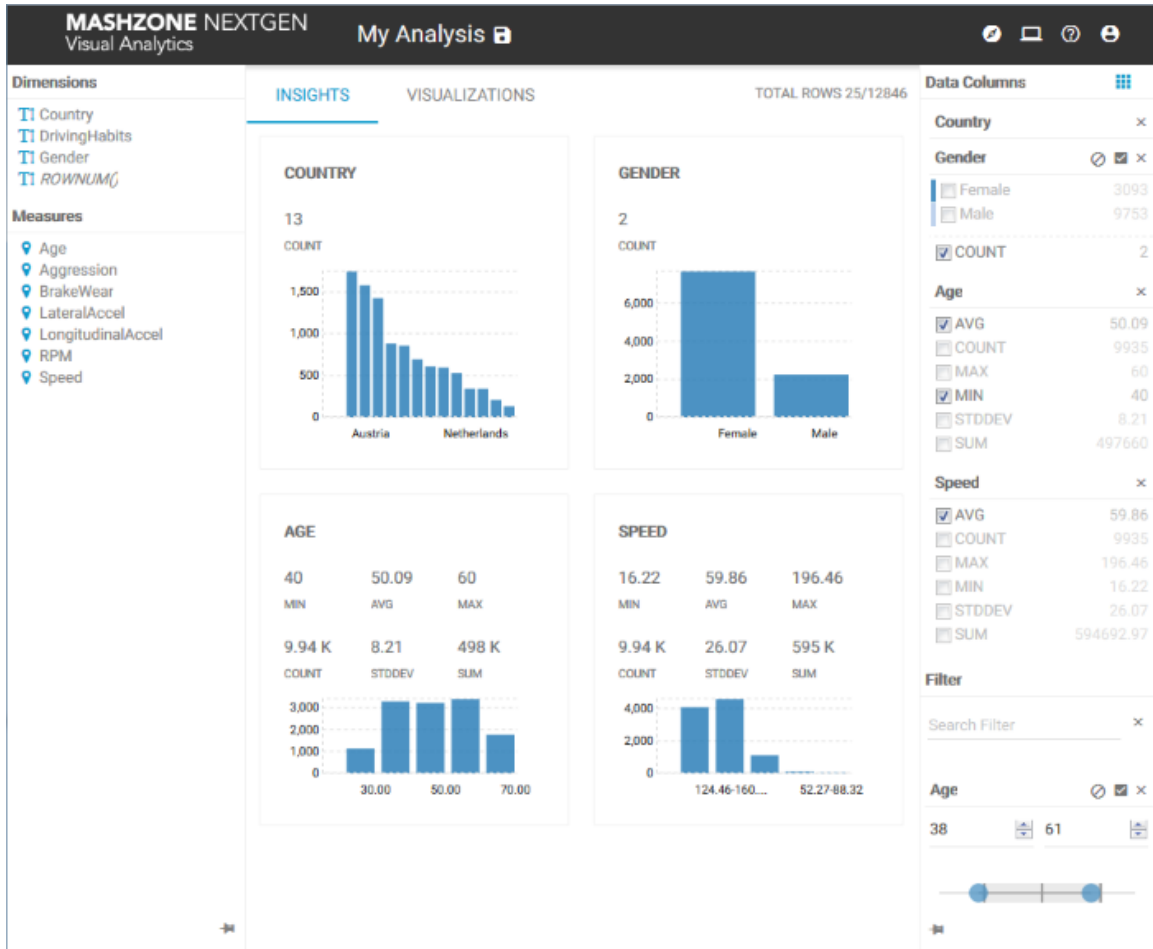 MASHZONE NEXTGEN
Visual Analytics
My Analysis
Dimensions
Country
DrivingHabits
Gender
ROWNUM()
Measures
Age
Aggression
BrakeWear
LateralAccel
LongitudinalAccel
RPM
Speed
INSIGHTS VISUALIZATIONS TOTAL ROWS 25/12846
COUNTRY
13
COUNT
1,500
1,000
500
0
Austria Netherlands
GENDER
2
COUNT
6,000
4,000
2,000
0
Female Male
AGE
40 50.09 60
MIN AVG MAX
9.94 K 8.21 498 K
COUNT STDDEV SUM
3,000
2,000
1,000
0
30.00 50.00 70.00
SPEED
16.22 59.86 196.46
MIN AVG MAX
9.94 K 26.07 595 K
COUNT STDDEV SUM
4,000
2,000
0
124.46-160.... 52.27-88.32
Data Columns
Country
Gender
Female 3093
Male 9753
COUNT 2
Age
AVG 50.09
COUNT 9935
MAX 60
MIN 40
STDDEV 8.21
SUM 497660
Speed
AVG 59.86
COUNT 9935
MAX 196.46
MIN 16.22
STDDEV 26.07
SUM 594692.97
Filter
Search Filter
Age
38 61